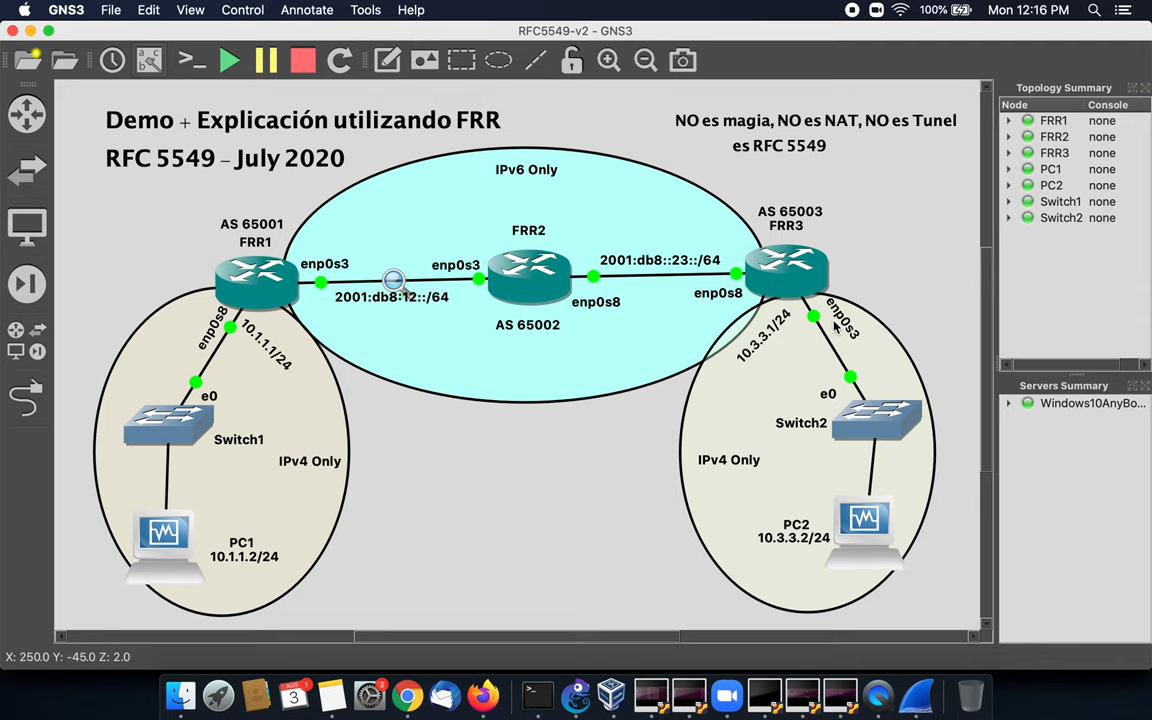 GNS3 File Edit View Control Annotate Tools Help 100% Mon 12:16 PM
RFC5549-v2 - GNS3
Demo + Explicación utilizando FRR
RFC 5549 – July 2020
NO es magia, NO es NAT, NO es Tunel
es RFC 5549
IPv6 Only
AS 65001
FRR1
enp0s3
2001:db8:12::/64
enp0s3
FRR2
AS 65002
enp0s8
2001:db8::23::/64
enp0s8
AS 65003
FRR3
enp0s8
10.1.1.1/24
e0
Switch1
IPv4 Only
PC1
10.1.1.2/24
10.3.3.1/24
enp0s3
e0
Switch2
IPv4 Only
PC2
10.3.3.2/24
Topology Summary
Node Console
FRR1 none
FRR2 none
FRR3 none
PC1 none
PC2 none
Switch1 none
Switch2 none
Servers Summary
Windows10AnyBo...
X: 250.0 Y: -45.0 Z: 2.0
AUG
3
1
2